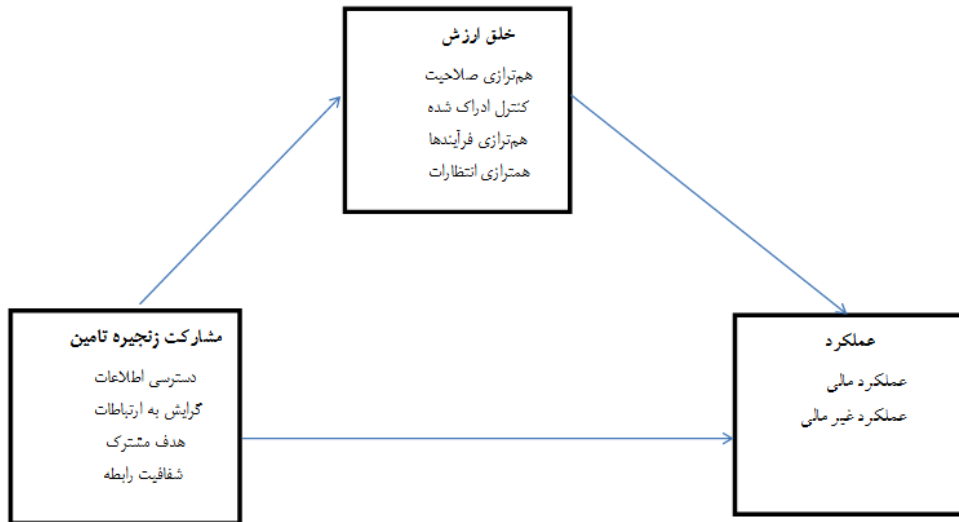 خلق ارزش
هم‌ترازی صلاحیت
کنترل ادراک شده
هم‌ترازی فرآیندها
همترازی انتظارات
مشارکت زنجیره تامین
دسترسی اطلاعات
گرایش به ارتباطات
هدف مشترک
شفافیت رابطه
عملکرد
عملکرد مالی
عملکرد غیر مالی